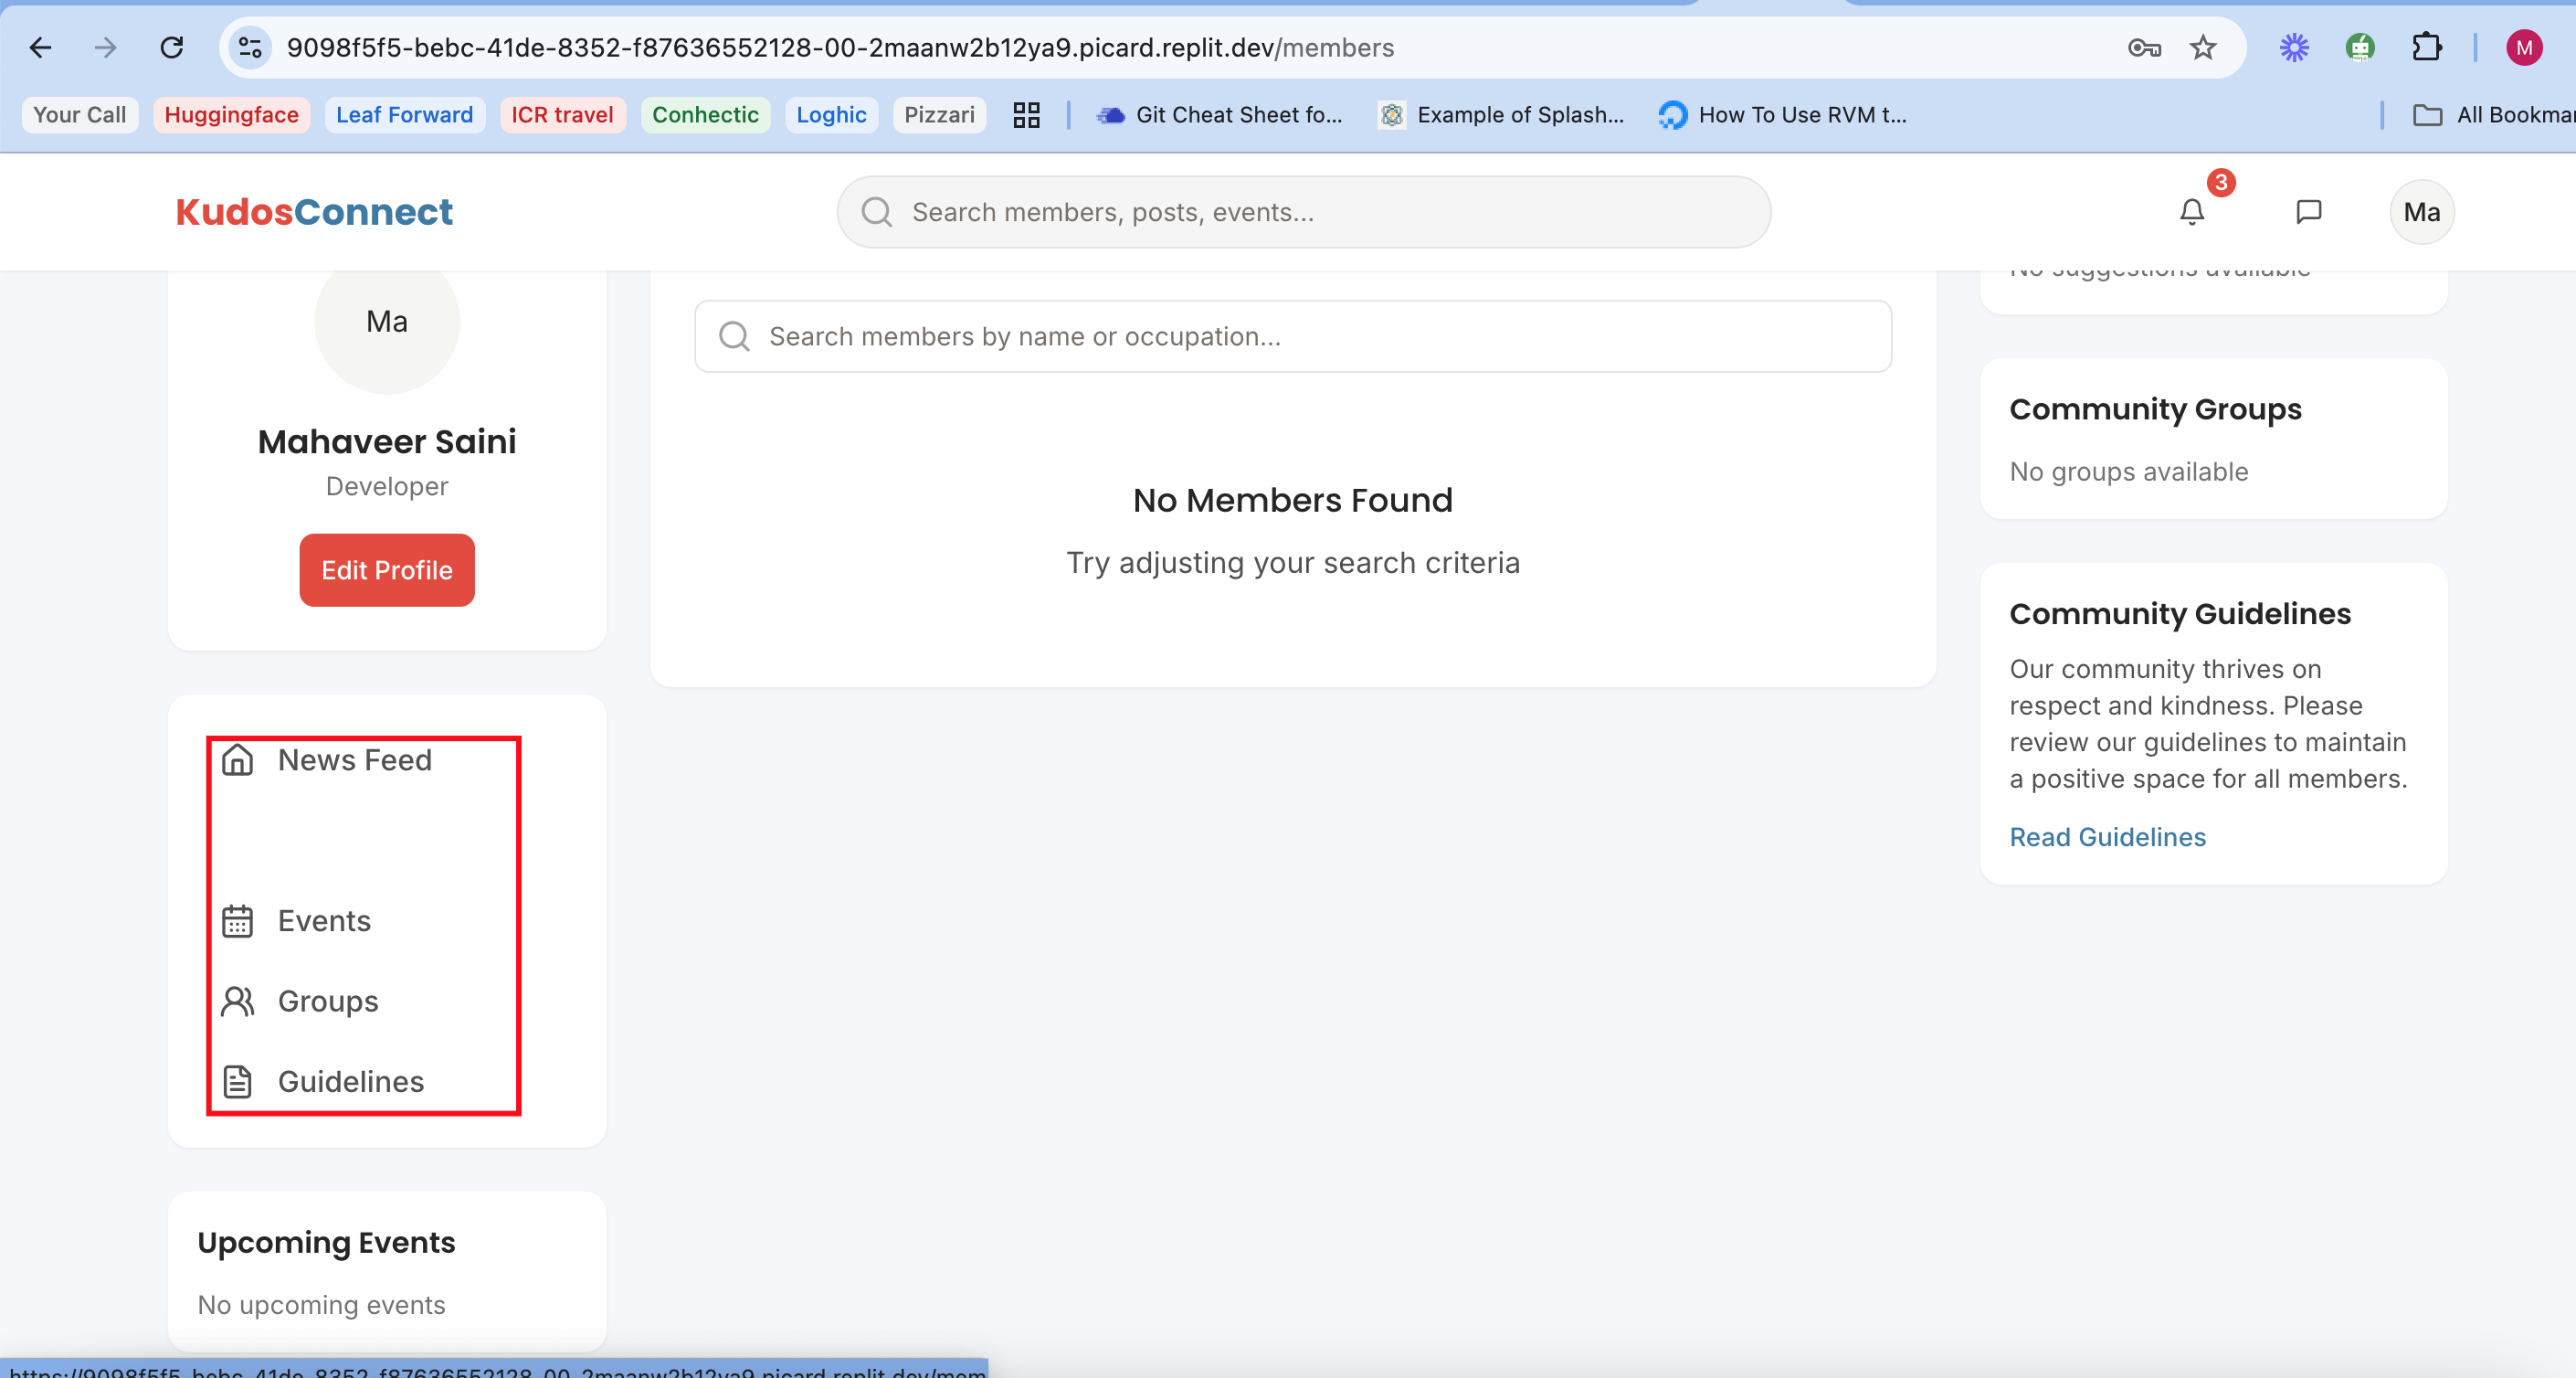 9098f5f5-bebc-41de-8352-f87636552128-00-2maanw2b12ya9.picard.replit.dev/members
M
Your Call
Huggingface
Leaf Forward
ICR travel
Conhectic
Loghic
Pizzari
Git Cheat Sheet fo...
Example of Splash...
How To Use RVM t...
All Bookmar
KudosConnect
Search members, posts, events...
3
Ma
Ma
Mahaveer Saini
Developer
Edit Profile
News Feed
Events
Groups
Guidelines
Upcoming Events
No upcoming events
Search members by name or occupation...
No Members Found
Try adjusting your search criteria
No suggestions available
Community Groups
No groups available
Community Guidelines
Our community thrives on
respect and kindness. Please
review our guidelines to maintain
a positive space for all members.
Read Guidelines
https://9098f5f5-bebc-41de-8352-f87636552128-00-2maanw2b12ya9.picard.replit.dev/mem